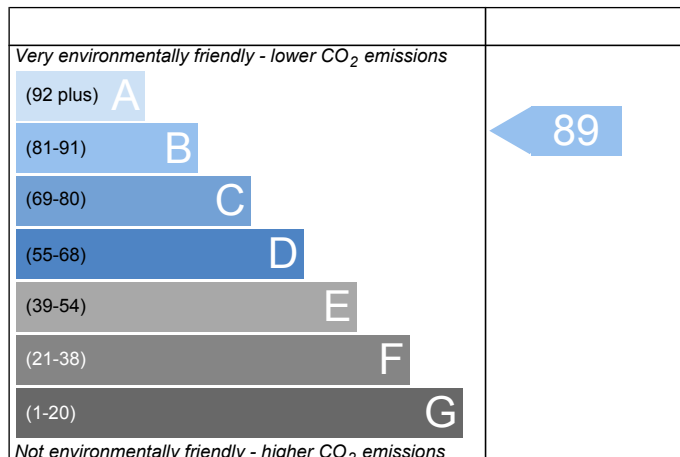 Very environmentally friendly - lower CO₂ emissions
(92 plus) A
(81-91) B
89
(69-80) C
(55-68) D
(39-54) E
(21-38) F
(1-20) G
Not environmentally friendly - higher CO₂ emissions